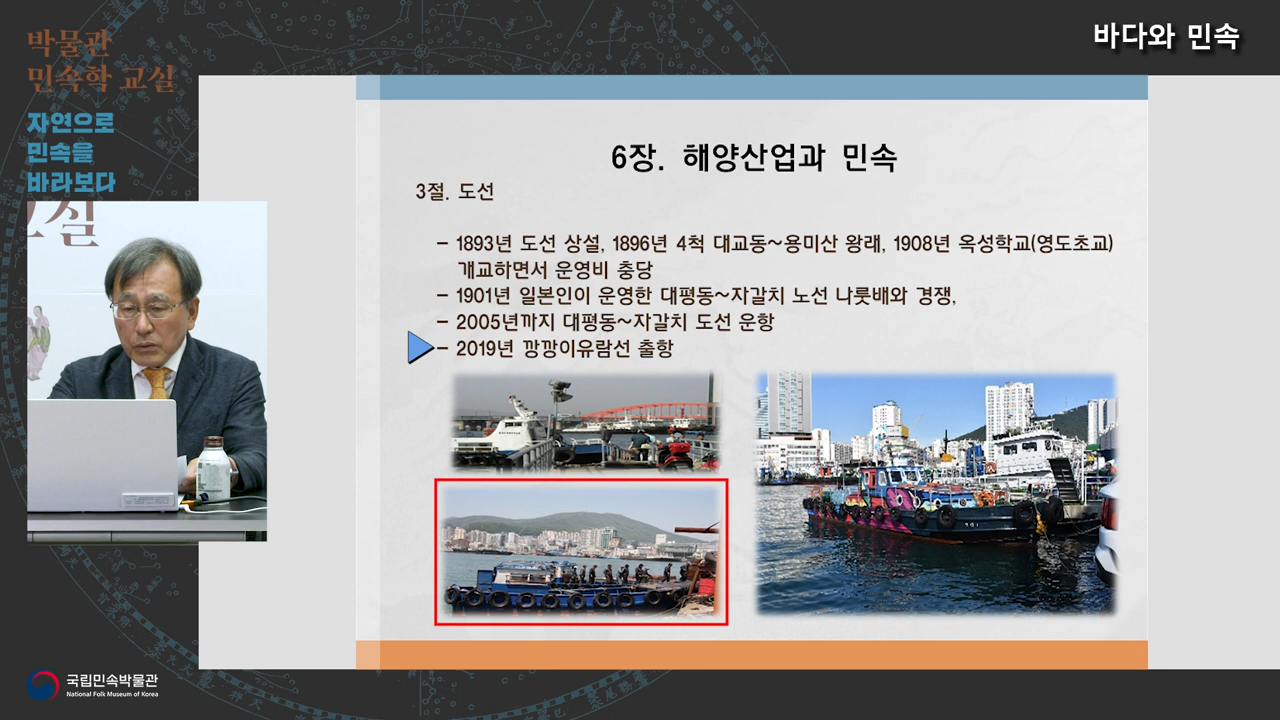 바다와 민속
박물관
민속학 교실
자연으로
민속을
바라보다
교실
6장. 해양산업과 민속
3절. 도선
- 1893년 도선 상설, 1896년 4척 대교동~용미산 왕래, 1908년 옥성학교(영도초교)
개교하면서 운영비 충당
- 1901년 일본인이 운영한 대평동~자갈치 노선 나룻배와 경쟁,
- 2005년까지 대평동~자갈치 도선 운항
- 2019년 깡깡이유람선 출항
국립민속박물관
National Folk Museum of Korea